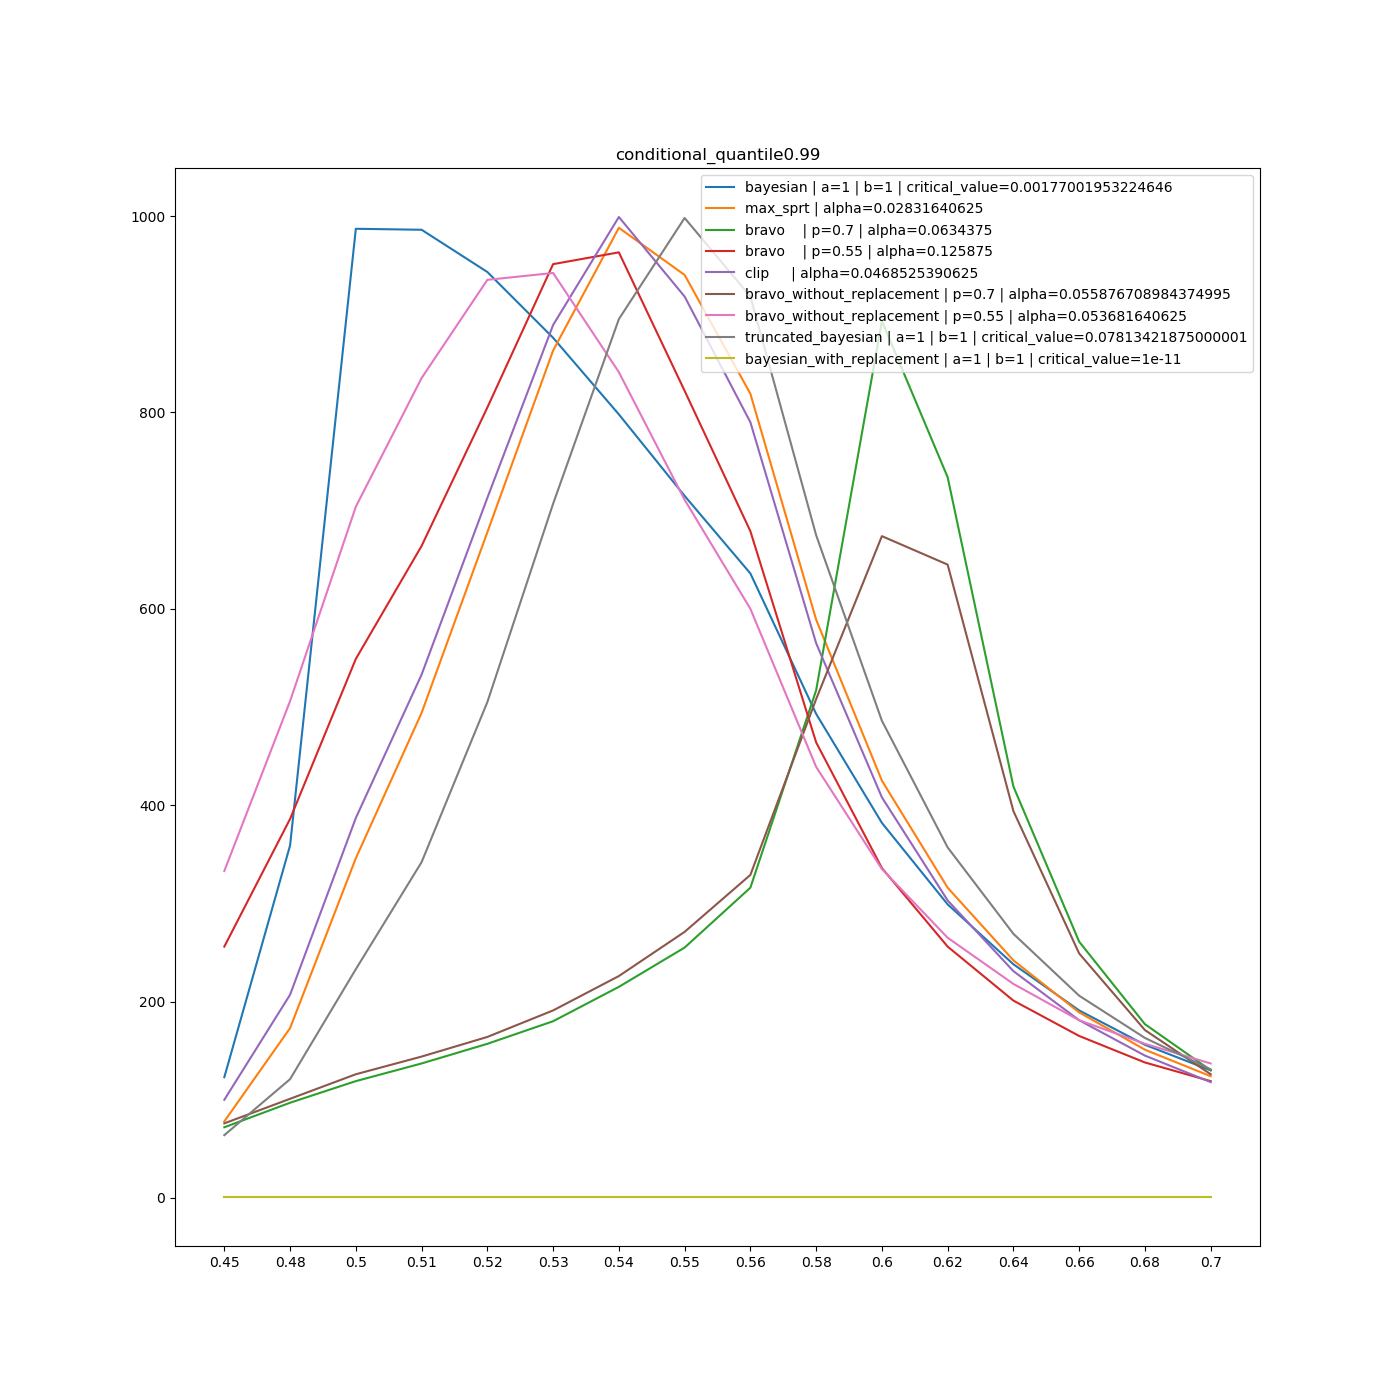 conditional_quantile0.99
bayesian | a=1 | b=1 | critical_value=0.00177001953224646
max_sprt | alpha=0.02831640625
bravo    | p=0.7 | alpha=0.0634375
bravo    | p=0.55 | alpha=0.125875
clip     | alpha=0.0468525390625
bravo_without_replacement | p=0.7 | alpha=0.055876708984374995
bravo_without_replacement | p=0.55 | alpha=0.053681640625
truncated_bayesian | a=1 | b=1 | critical_value=0.07813421875000001
bayesian_with_replacement | a=1 | b=1 | critical_value=1e-11
1000
800
600
400
200
0
0.45 0.48 0.5 0.51 0.52 0.53 0.54 0.55 0.56 0.58 0.6 0.62 0.64 0.66 0.68 0.7